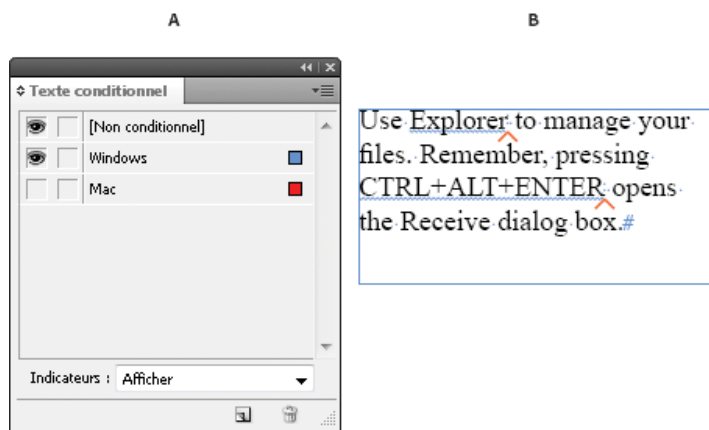 A
B
Texte conditionnel
[Non conditionnel]
Windows
Mac
Indicateurs : Afficher
Use Explorer to manage your
files. Remember, pressing
CTRL+ALT+ENTER opens
the Receive dialog box.#